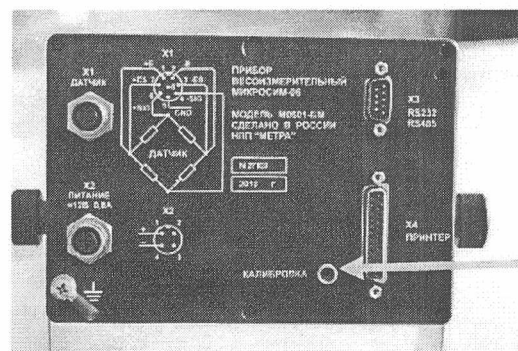 X1
ДАТЧИК
X1
ДАТЧИК
ПРИБОР
ВЕСОИЗМЕРИТЕЛЬНЫЙ
МИКРОСИМ-06
МОДЕЛЬ М0601-БМ
СДЕЛАНО В РОССИИ
НПП "МЕТРА"
X3
RS232
RS485
X2
ПИТАНИЕ
X2
X4
ПРИНТЕР
КАЛИБРОВКА